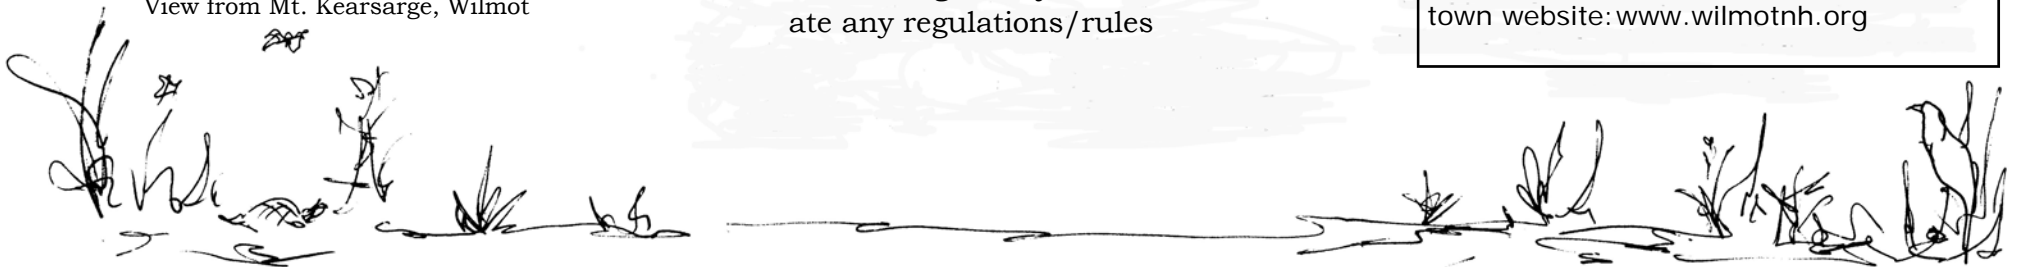 View from Mt. Kearsarge, Wilmot
ate any regulations/rules
town website: www.wilmotnh.org